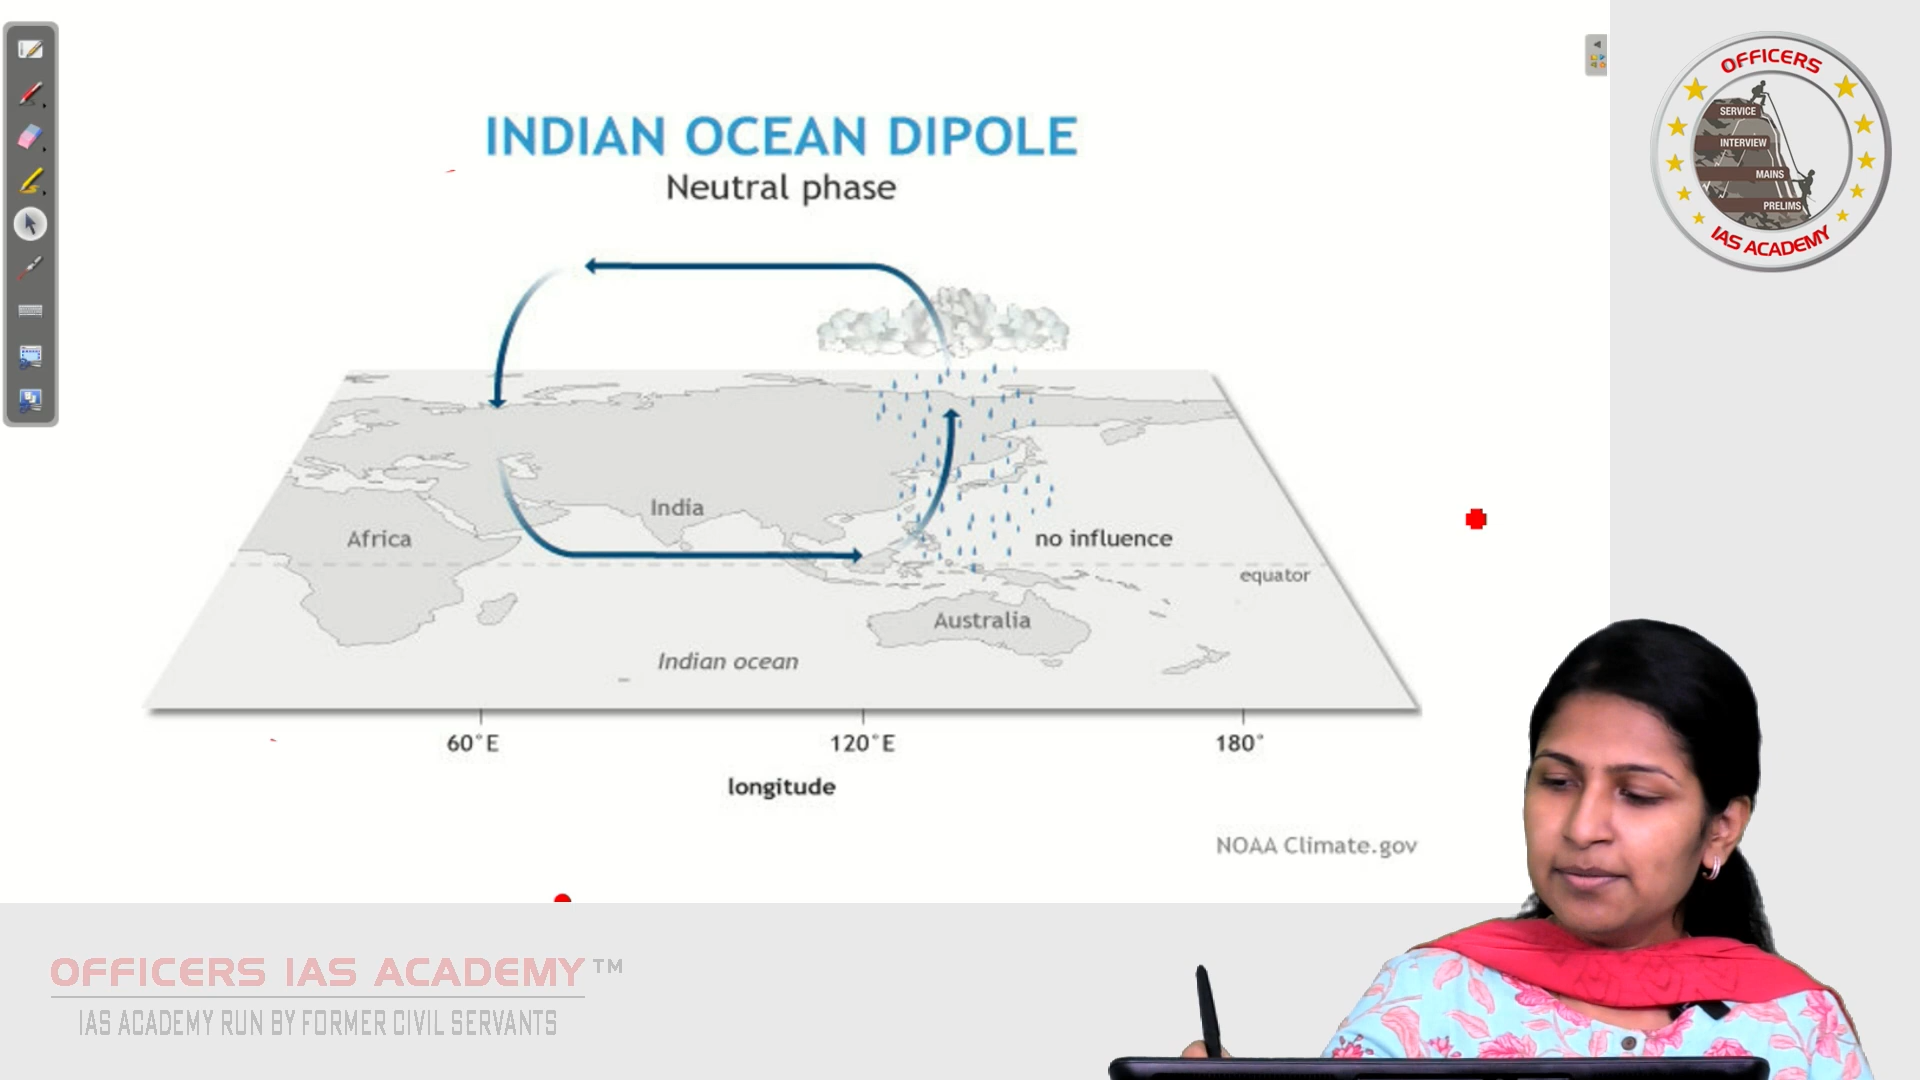 INDIAN OCEAN DIPOLE
Neutral phase
India
Africa
no influence
equator
Australia
Indian ocean
60°E
120°E
180°
longitude
NOAA Climate.gov
OFFICERS
SERVICE
INTERVIEW
MAINS
PRELIMS
IAS ACADEMY
OFFICERS IAS ACADEMY™
IAS ACADEMY RUN BY FORMER CIVIL SERVANTS